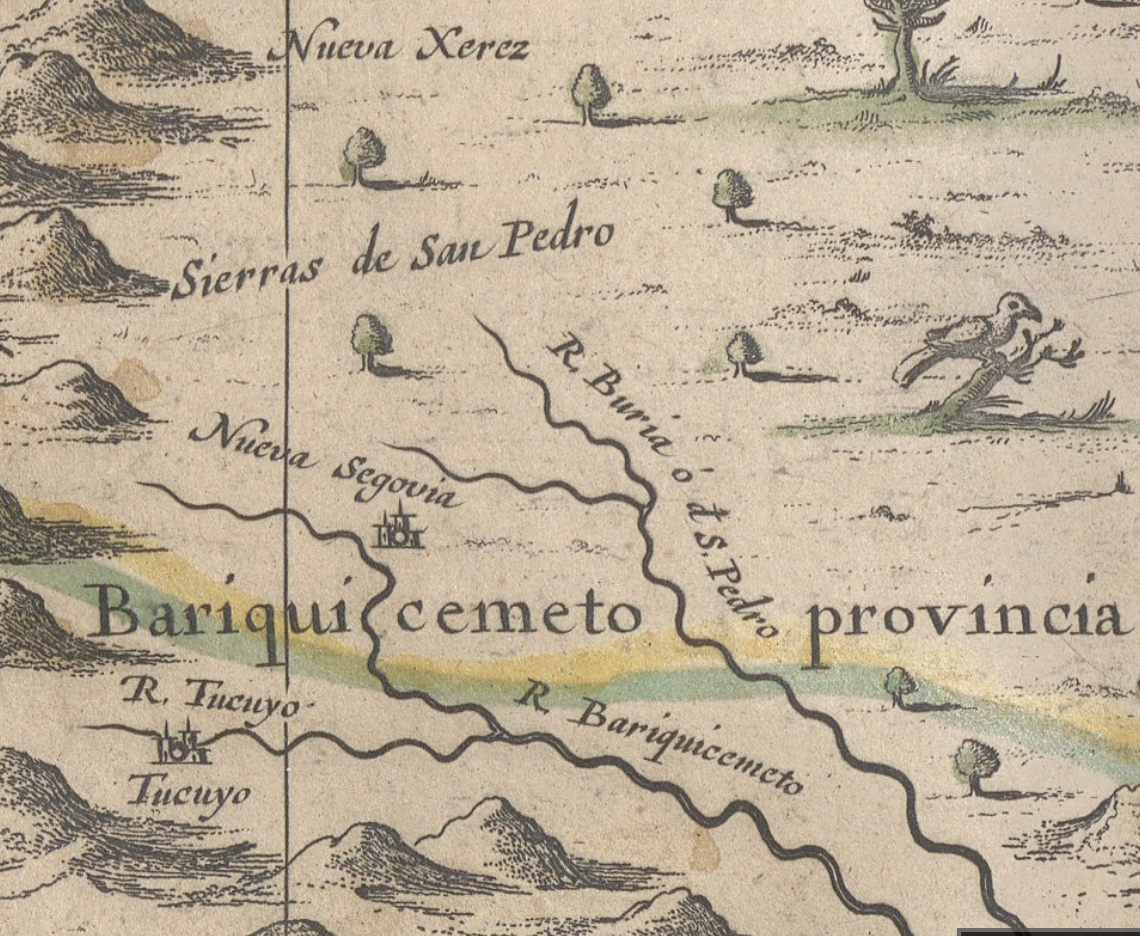 Nueva Xerez
Sierras de San Pedro
R. Buria ó d S. Pedro
Nueva Segovia
Bariquicemeto provincia
R. Tucuyo
R. Bariquicemeto
Tucuyo